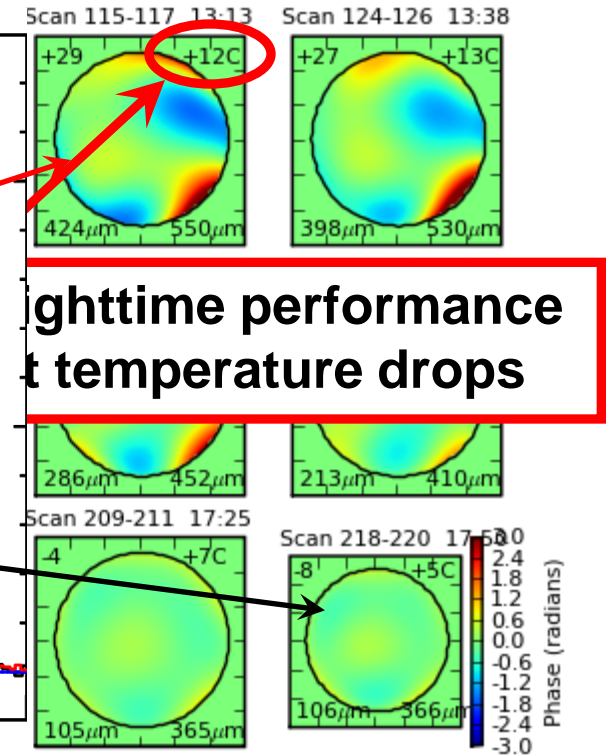 Scan 115-117 13:13
Scan 124-126 13:38
+29 +12C
+27 +13C
424μm 550μm
398μm 530μm
ighttime performance
t temperature drops
286μm 452μm
213μm 410μm
Scan 209-211 17:25
Scan 218-220
-4 +7C
-8 +5C
105μm 365μm
106μm 366μm
3.0
2.4
1.8
1.2
0.6
0.0
-0.6
-1.2
-1.8
-2.4
-3.0
Phase (radians)